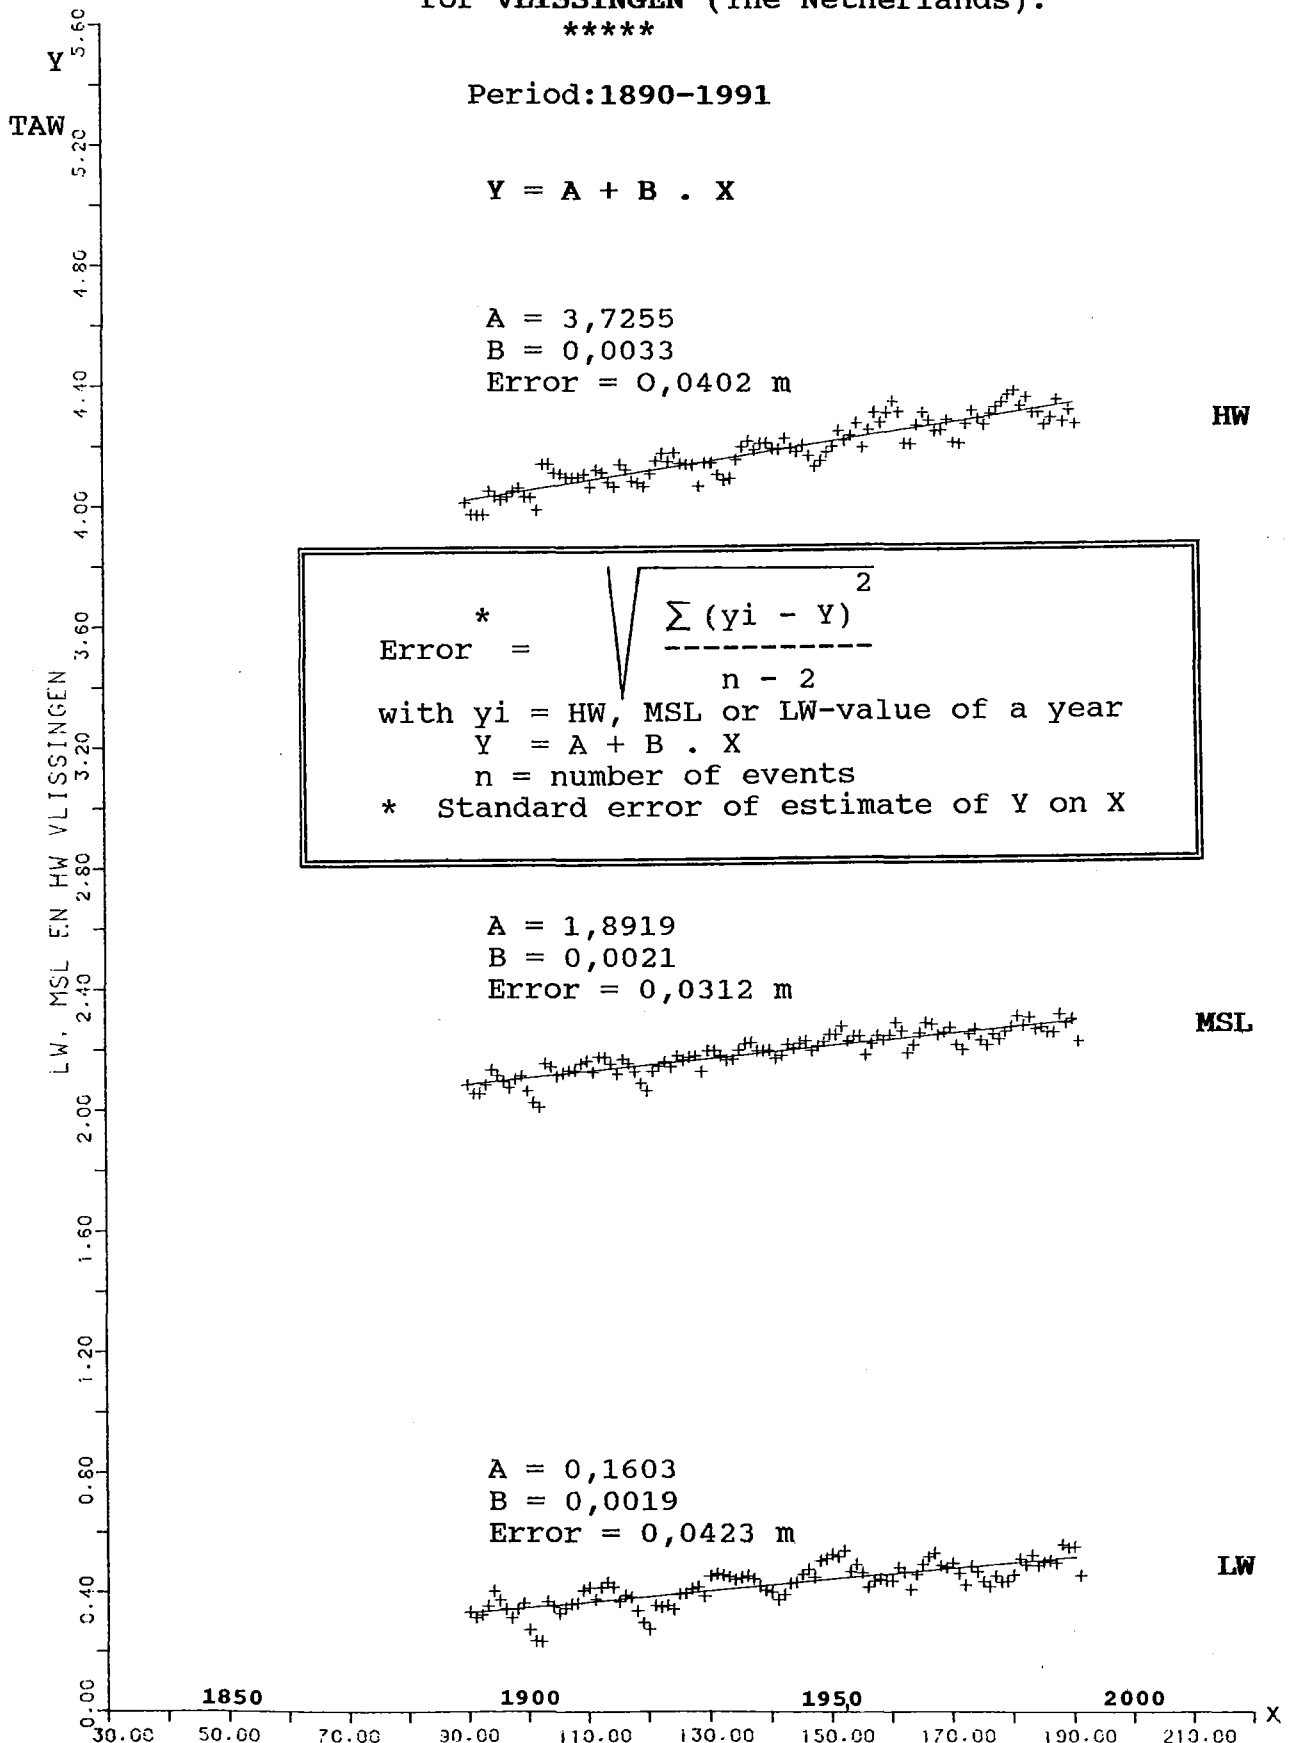 for VLISSINGEN (The Netherlands).
*****
Y
TAW
Period:1890-1991
Y = A + B . X
A = 3,7255
B = 0,0033
Error = 0,0402 m
HW
Error * = √ Σ (yi - Y) 2
-----------
n - 2
with yi = HW, MSL or LW-value of a year
Y = A + B . X
n = number of events
* Standard error of estimate of Y on X
A = 1,8919
B = 0,0021
Error = 0,0312 m
MSL
A = 0,1603
B = 0,0019
Error = 0,0423 m
LW
LW, MSL EN HW VLISSINGEN
5.60
5.20
4.80
4.40
4.00
3.60
3.20
2.80
2.40
2.00
1.60
1.20
0.80
0.40
0.00
1850 1900 1950 2000
30.00 50.00 70.00 90.00 110.00 130.00 150.00 170.00 190.00 210.00 X